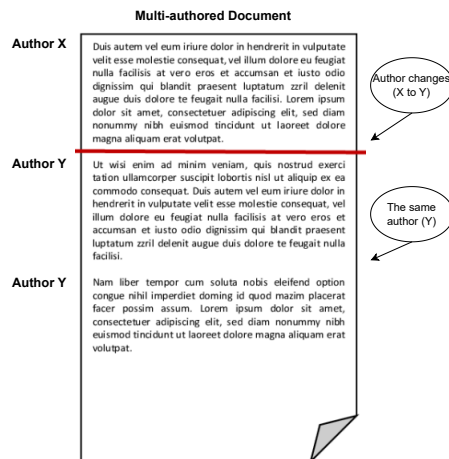 Multi-authored Document
Author X
Duis autem vel eum iriure dolor in hendrerit in vulputate
velit esse molestie consequat, vel illum dolore eu feugiat
nulla facilisis at vero eros et accumsan et iusto odio
dignissim qui blandit praesent luptatum zzril delenit
augue duis dolore te feugait nulla facilisi. Lorem ipsum
dolor sit amet, consectetuer adipiscing elit, sed diam
nonummy nibh euismod tincidunt ut laoreet dolore
magna aliquam erat volutpat.
Author changes
(X to Y)
Author Y
Ut wisi enim ad minim veniam, quis nostrud exerci
tation ullamcorper suscipit lobortis nisl ut aliquip ex ea
commodo consequat. Duis autem vel eum iriure dolor in
hendrerit in vulputate velit esse molestie consequat, vel
illum dolore eu feugiat nulla facilisis at vero eros et
accumsan et iusto odio dignissim qui blandit praesent
luptatum zzril delenit augue duis dolore te feugait nulla
facilisi.
The same
author (Y)
Author Y
Nam liber tempor cum soluta nobis eleifend option
congue nihil imperdiet doming id quod mazim placerat
facer possim assum. Lorem ipsum dolor sit amet,
consectetuer adipiscing elit, sed diam nonummy nibh
euismod tincidunt ut laoreet dolore magna aliquam erat
volutpat.